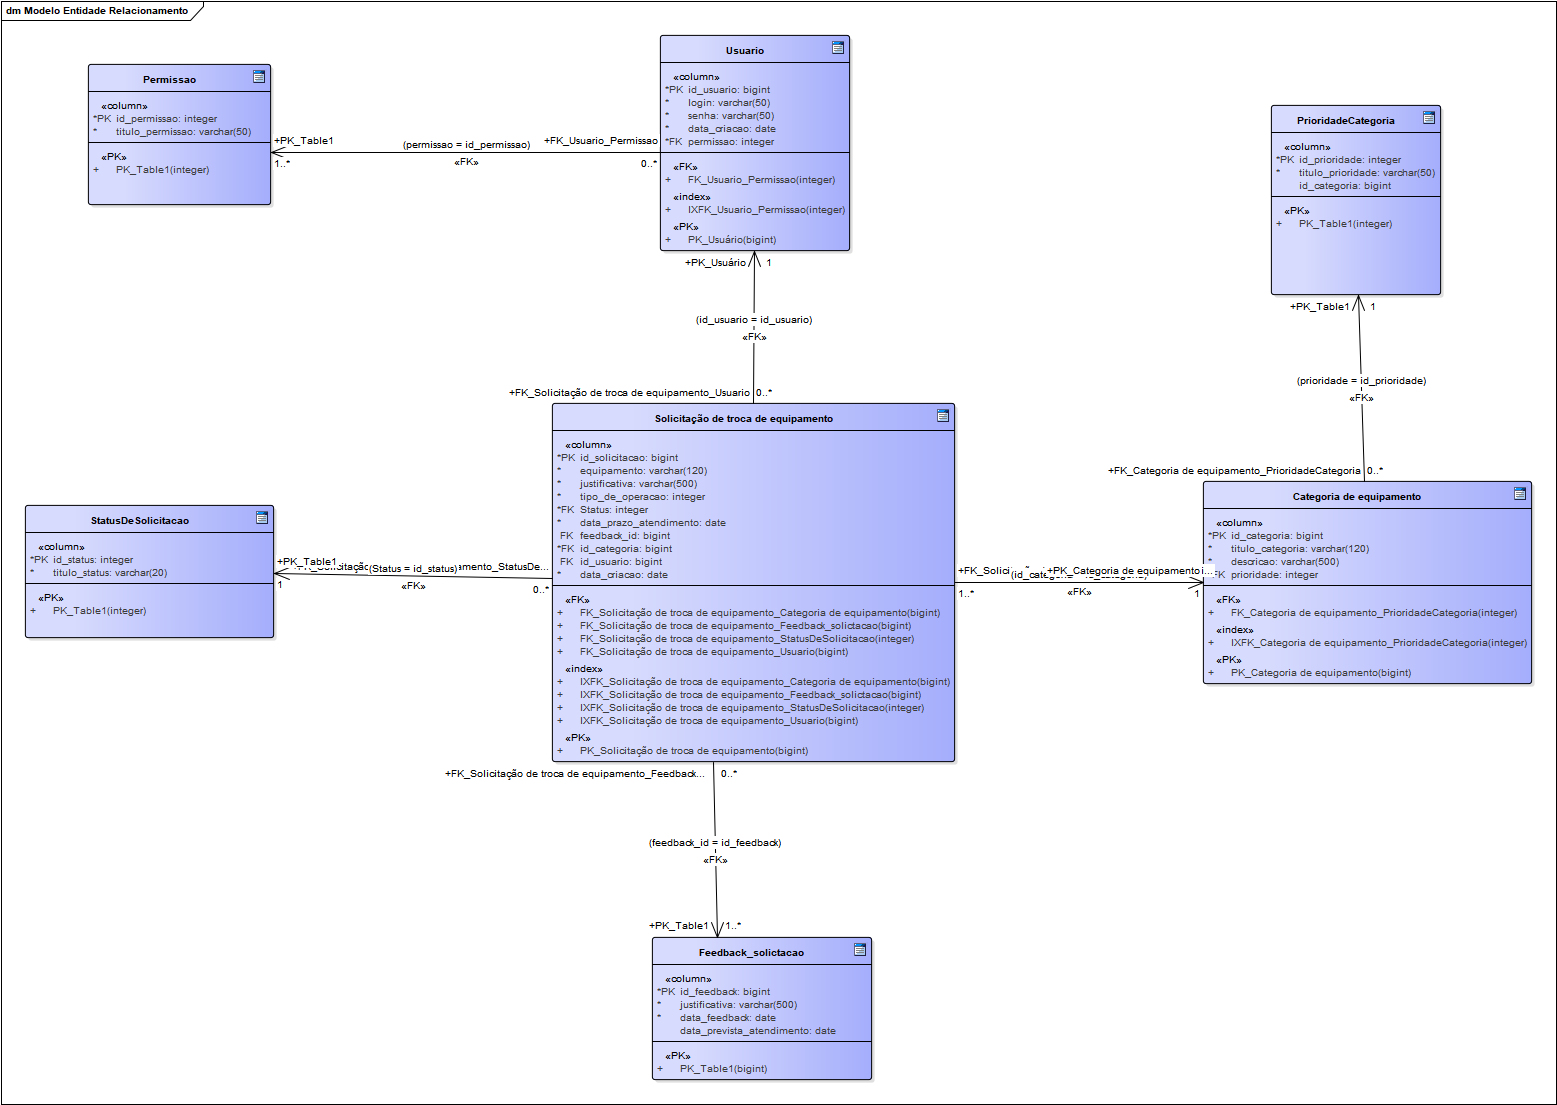 dm Modelo Entidade Relacionamento
Permissao
«column»
*PK id_permissao: integer
* titulo_permissao: varchar(50)
«PK»
+ PK_Table1(integer)
+PK_Table1
1..*
(permissao = id_permissao)
«FK»
+FK_Usuario_Permissao
0..*
Usuario
«column»
*PK id_usuario: bigint
* login: varchar(50)
* senha: varchar(50)
* data_criacao: date
*FK permissao: integer
«FK»
+ FK_Usuario_Permissao(integer)
«index»
+ IXFK_Usuario_Permissao(integer)
«PK»
+ PK_Usuário(bigint)
+PK_Usuário
1
(id_usuario = id_usuario)
«FK»
+FK_Solicitação de troca de equipamento_Usuario
0..*
PrioridadeCategoria
«column»
*PK id_prioridade: integer
* titulo_prioridade: varchar(50)
id_categoria: bigint
«PK»
+ PK_Table1(integer)
+PK_Table1
1
(prioridade = id_prioridade)
«FK»
+FK_Categoria de equipamento_PrioridadeCategoria
0..*
Solicitação de troca de equipamento
«column»
*PK id_solicitacao: bigint
* equipamento: varchar(120)
* justificativa: varchar(500)
* tipo_de_operacao: integer
*FK Status: integer
* data_prazo_atendimento: date
FK feedback_id: bigint
*FK id_categoria: bigint
FK id_usuario: bigint
* data_criacao: date
«FK»
+ FK_Solicitação de troca de equipamento_Categoria de equipamento(bigint)
+ FK_Solicitação de troca de equipamento_Feedback_solictacao(bigint)
+ FK_Solicitação de troca de equipamento_StatusDeSolicitacao(integer)
+ FK_Solicitação de troca de equipamento_Usuario(bigint)
«index»
+ IXFK_Solicitação de troca de equipamento_Categoria de equipamento(bigint)
+ IXFK_Solicitação de troca de equipamento_Feedback_solictacao(bigint)
+ IXFK_Solicitação de troca de equipamento_StatusDeSolicitacao(integer)
+ IXFK_Solicitação de troca de equipamento_Usuario(bigint)
«PK»
+ PK_Solicitação de troca de equipamento(bigint)
StatusDeSolicitacao
«column»
*PK id_status: integer
* titulo_status: varchar(20)
«PK»
+ PK_Table1(integer)
+PK_Table1
1
(Status = id_status)
amento_StatusDe...
«FK»
0..*
Categoria de equipamento
«column»
*PK id_categoria: bigint
* titulo_categoria: varchar(120)
* descricao: varchar(500)
FK prioridade: integer
«FK»
+ FK_Categoria de equipamento_PrioridadeCategoria(integer)
«index»
+ IXFK_Categoria de equipamento_PrioridadeCategoria(integer)
«PK»
+ PK_Categoria de equipamento(bigint)
+FK_Solici
+PK_Categoria de equipamento
1..*
«FK»
1
+FK_Solicitação de troca de equipamento_Feedback...
0..*
(feedback_id = id_feedback)
«FK»
+PK_Table1
1..*
Feedback_solictacao
«column»
*PK id_feedback: bigint
* justificativa: varchar(500)
* data_feedback: date
data_prevista_atendimento: date
«PK»
+ PK_Table1(bigint)